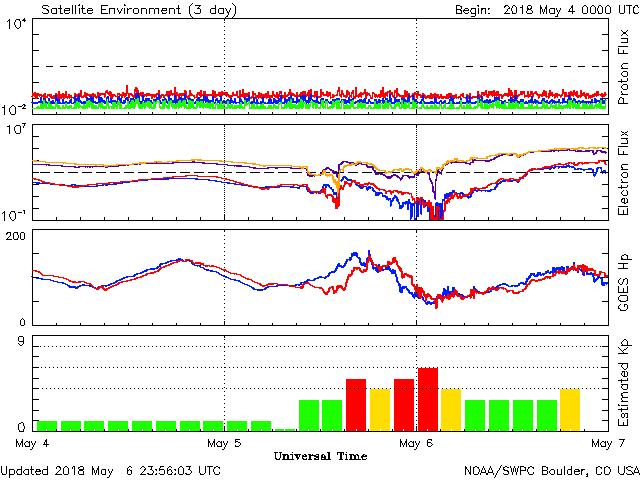 Satellite Environment (3 day) Begin: 2018 May 4 0000 UTC
10⁴
10⁻²
Proton Flux
10⁷
10⁻¹
Electron Flux
200
0
GOES Hp
9
0
Estimated Kp
May 4 May 5 May 6 May 7
Universal Time
Updated 2018 May 6 23:56:03 UTC NOAA/SWPC Boulder, CO USA